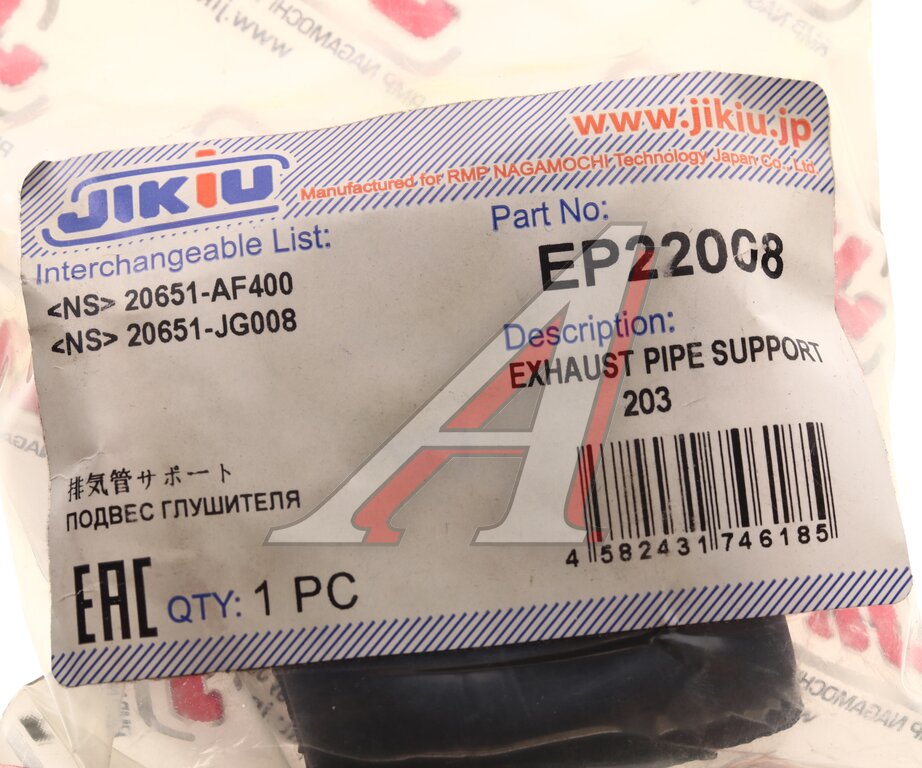 www.jikiu.jp
JIKIU
Manufactured for RMP NAGAMOCHI Technology Japan Co., Ltd.
Interchangeable List:
<NS> 20651-AF400
<NS> 20651-JG008
Part No:
EP22008
Description:
EXHAUST PIPE SUPPORT
203
排気管サポート
ПОДВЕС ГЛУШИТЕЛЯ
4 582431 746185
EAC QTY: 1 PC